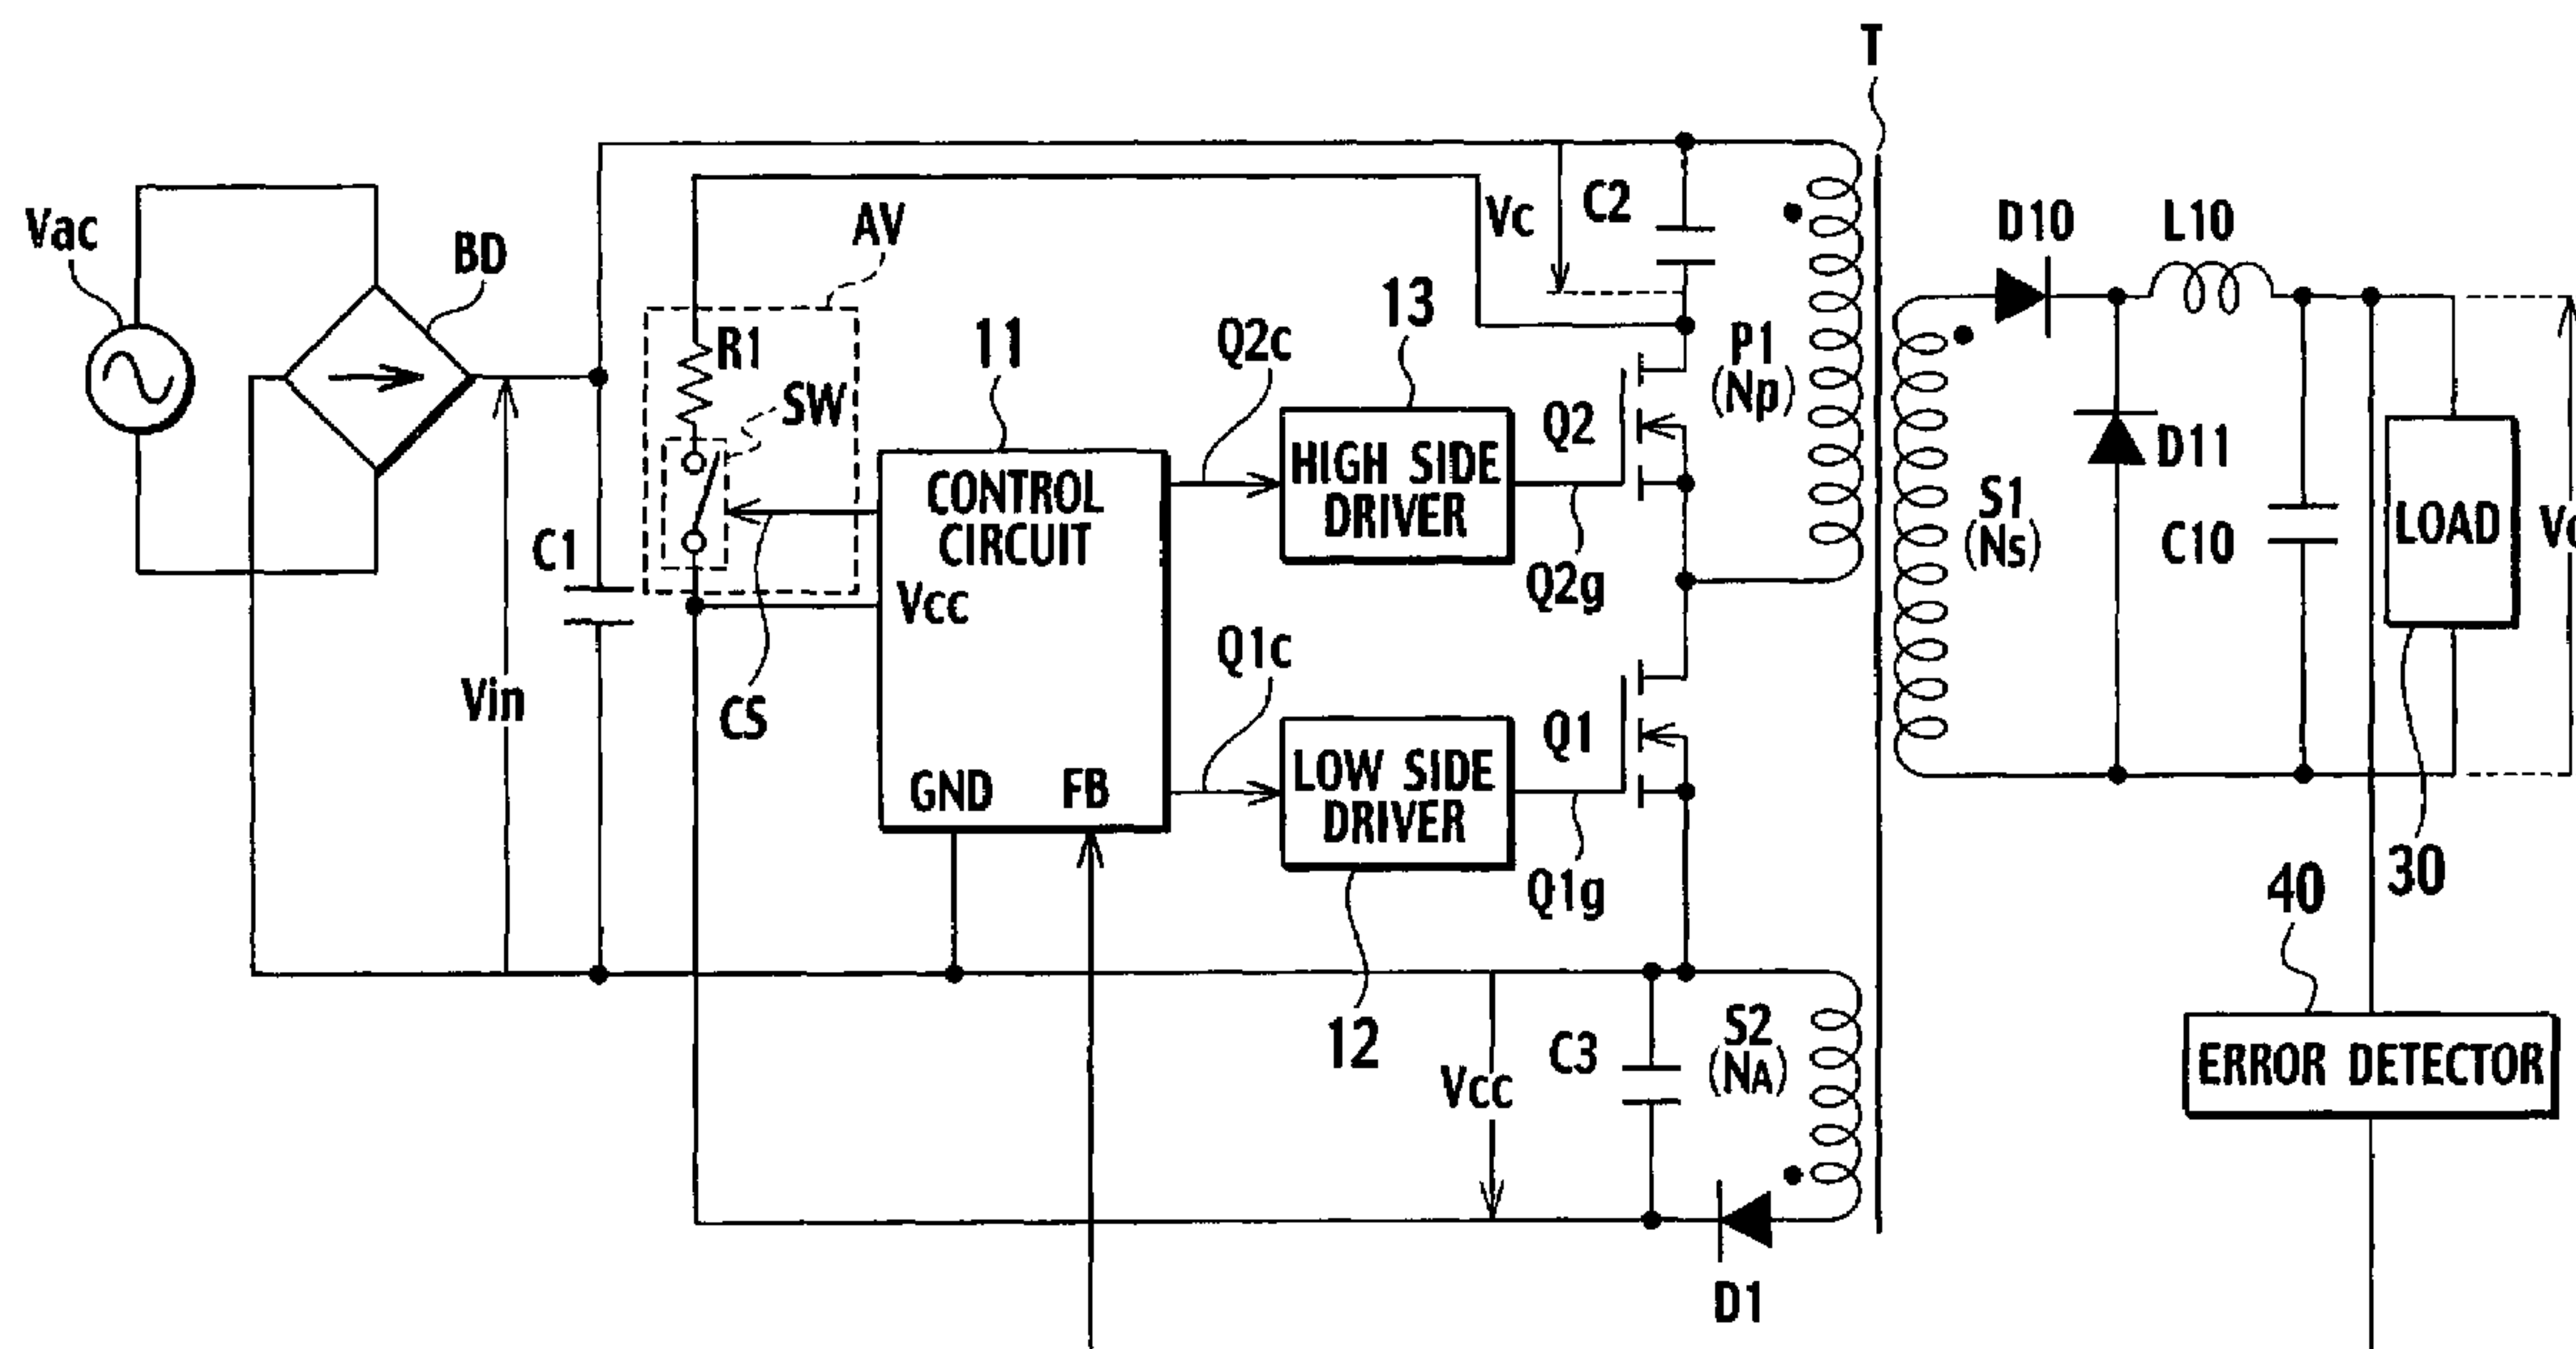 T
Vac
BD
AV
R1
SW
C1
Vin
CS
11
CONTROL
CIRCUIT
Vcc
GND
FB
Q2c
Q1c
13
HIGH SIDE
DRIVER
Q2g
LOW SIDE
DRIVER
12
Q1g
Vc
C2
Q2
Q1
P1
(Np)
S1
(Ns)
D10
L10
D11
C10
LOAD
30
40
ERROR DETECTOR
Vcc
C3
S2
(NA)
D1